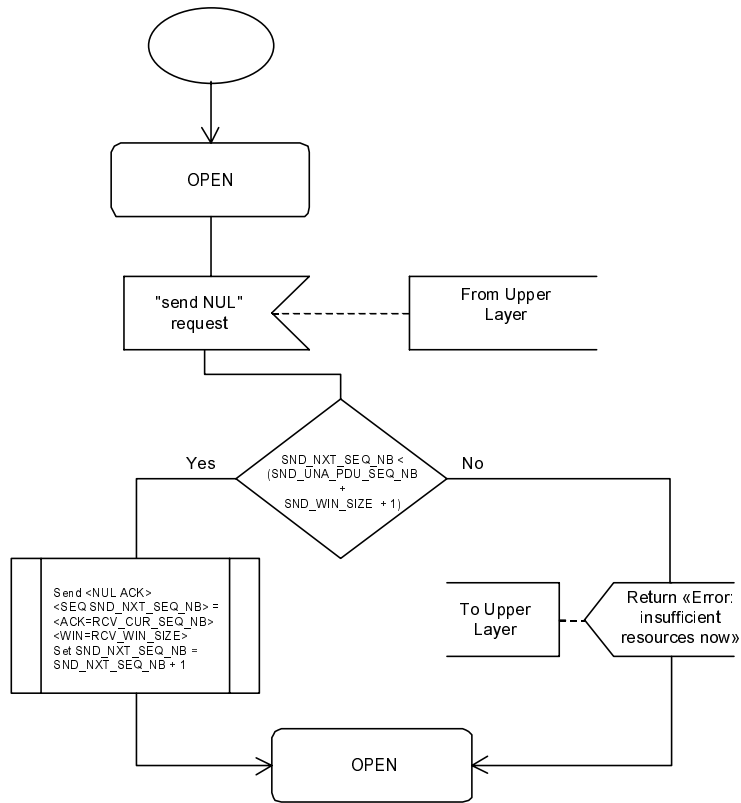 OPEN
"send NUL"
request
From Upper
Layer
SND_NXT_SEQ_NB <
(SND_UNA_PDU_SEQ_NB
+
SND_WIN_SIZE + 1)
Yes
No
Send <NUL ACK>
<SEQ SND_NXT_SEQ_NB> =
<ACK=RCV_CUR_SEQ_NB>
<WIN=RCV_WIN_SIZE>
Set SND_NXT_SEQ_NB =
SND_NXT_SEQ_NB + 1
To Upper
Layer
Return «Error:
insufficient
resources now»
OPEN